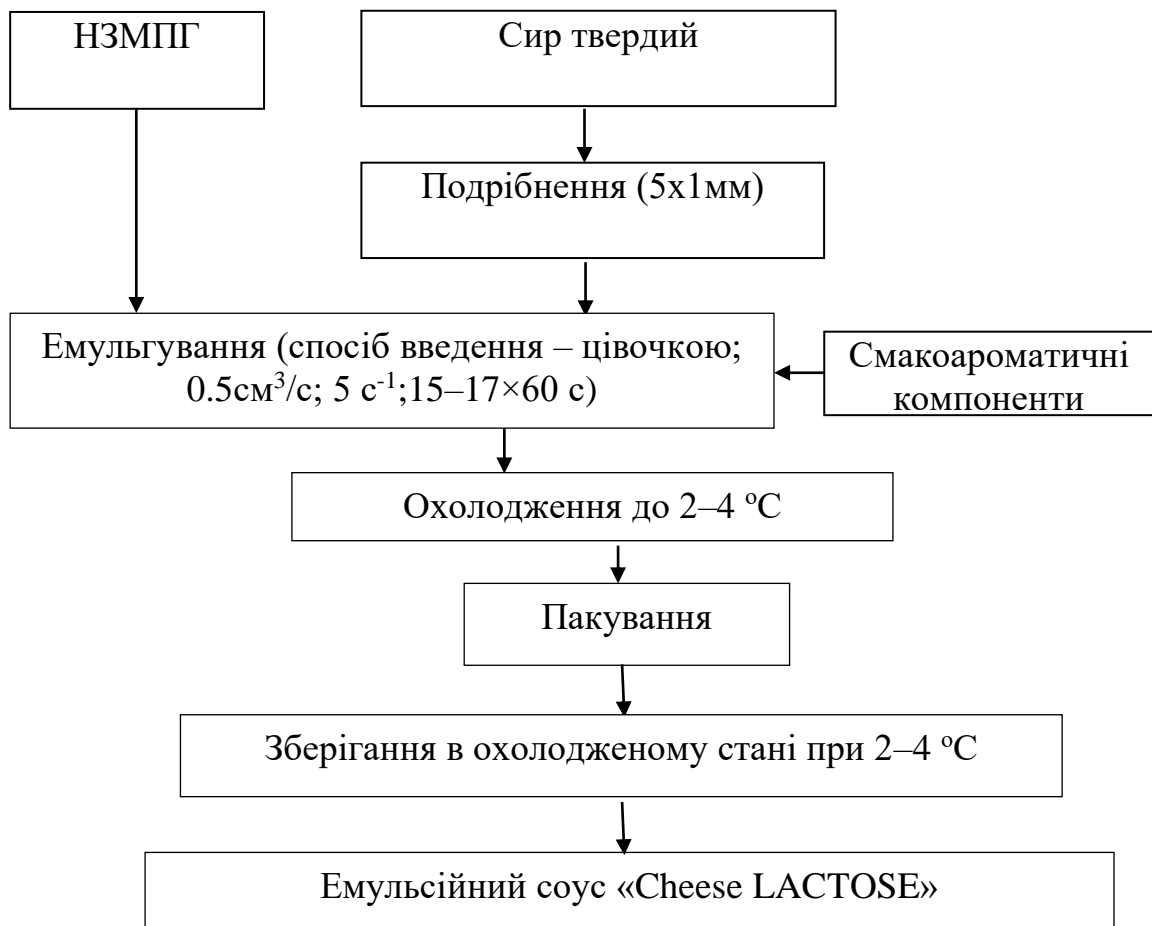 НЗМПГ
Сир твердий
Подрібнення (5х1мм)
Емульгування (спосіб введення – цівочкою;
0.5см³/с; 5 с⁻¹;15–17×60 с)
Смакоароматичні
компоненти
Охолодження до 2–4 ºС
Пакування
Зберігання в охолодженому стані при 2–4 ºС
Емульсійний соус «Cheese LACTOSE»